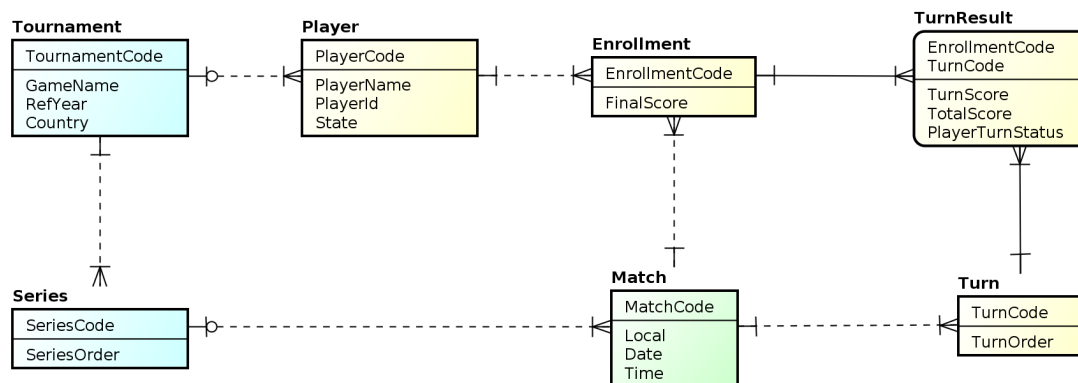 Tournament
TournamentCode
GameName
RefYear
Country
Player
PlayerCode
PlayerName
PlayerId
State
Enrollment
EnrollmentCode
FinalScore
TurnResult
EnrollmentCode
TurnCode
TurnScore
TotalScore
PlayerTurnStatus
Series
SeriesCode
SeriesOrder
Match
MatchCode
Local
Date
Time
Turn
TurnCode
TurnOrder